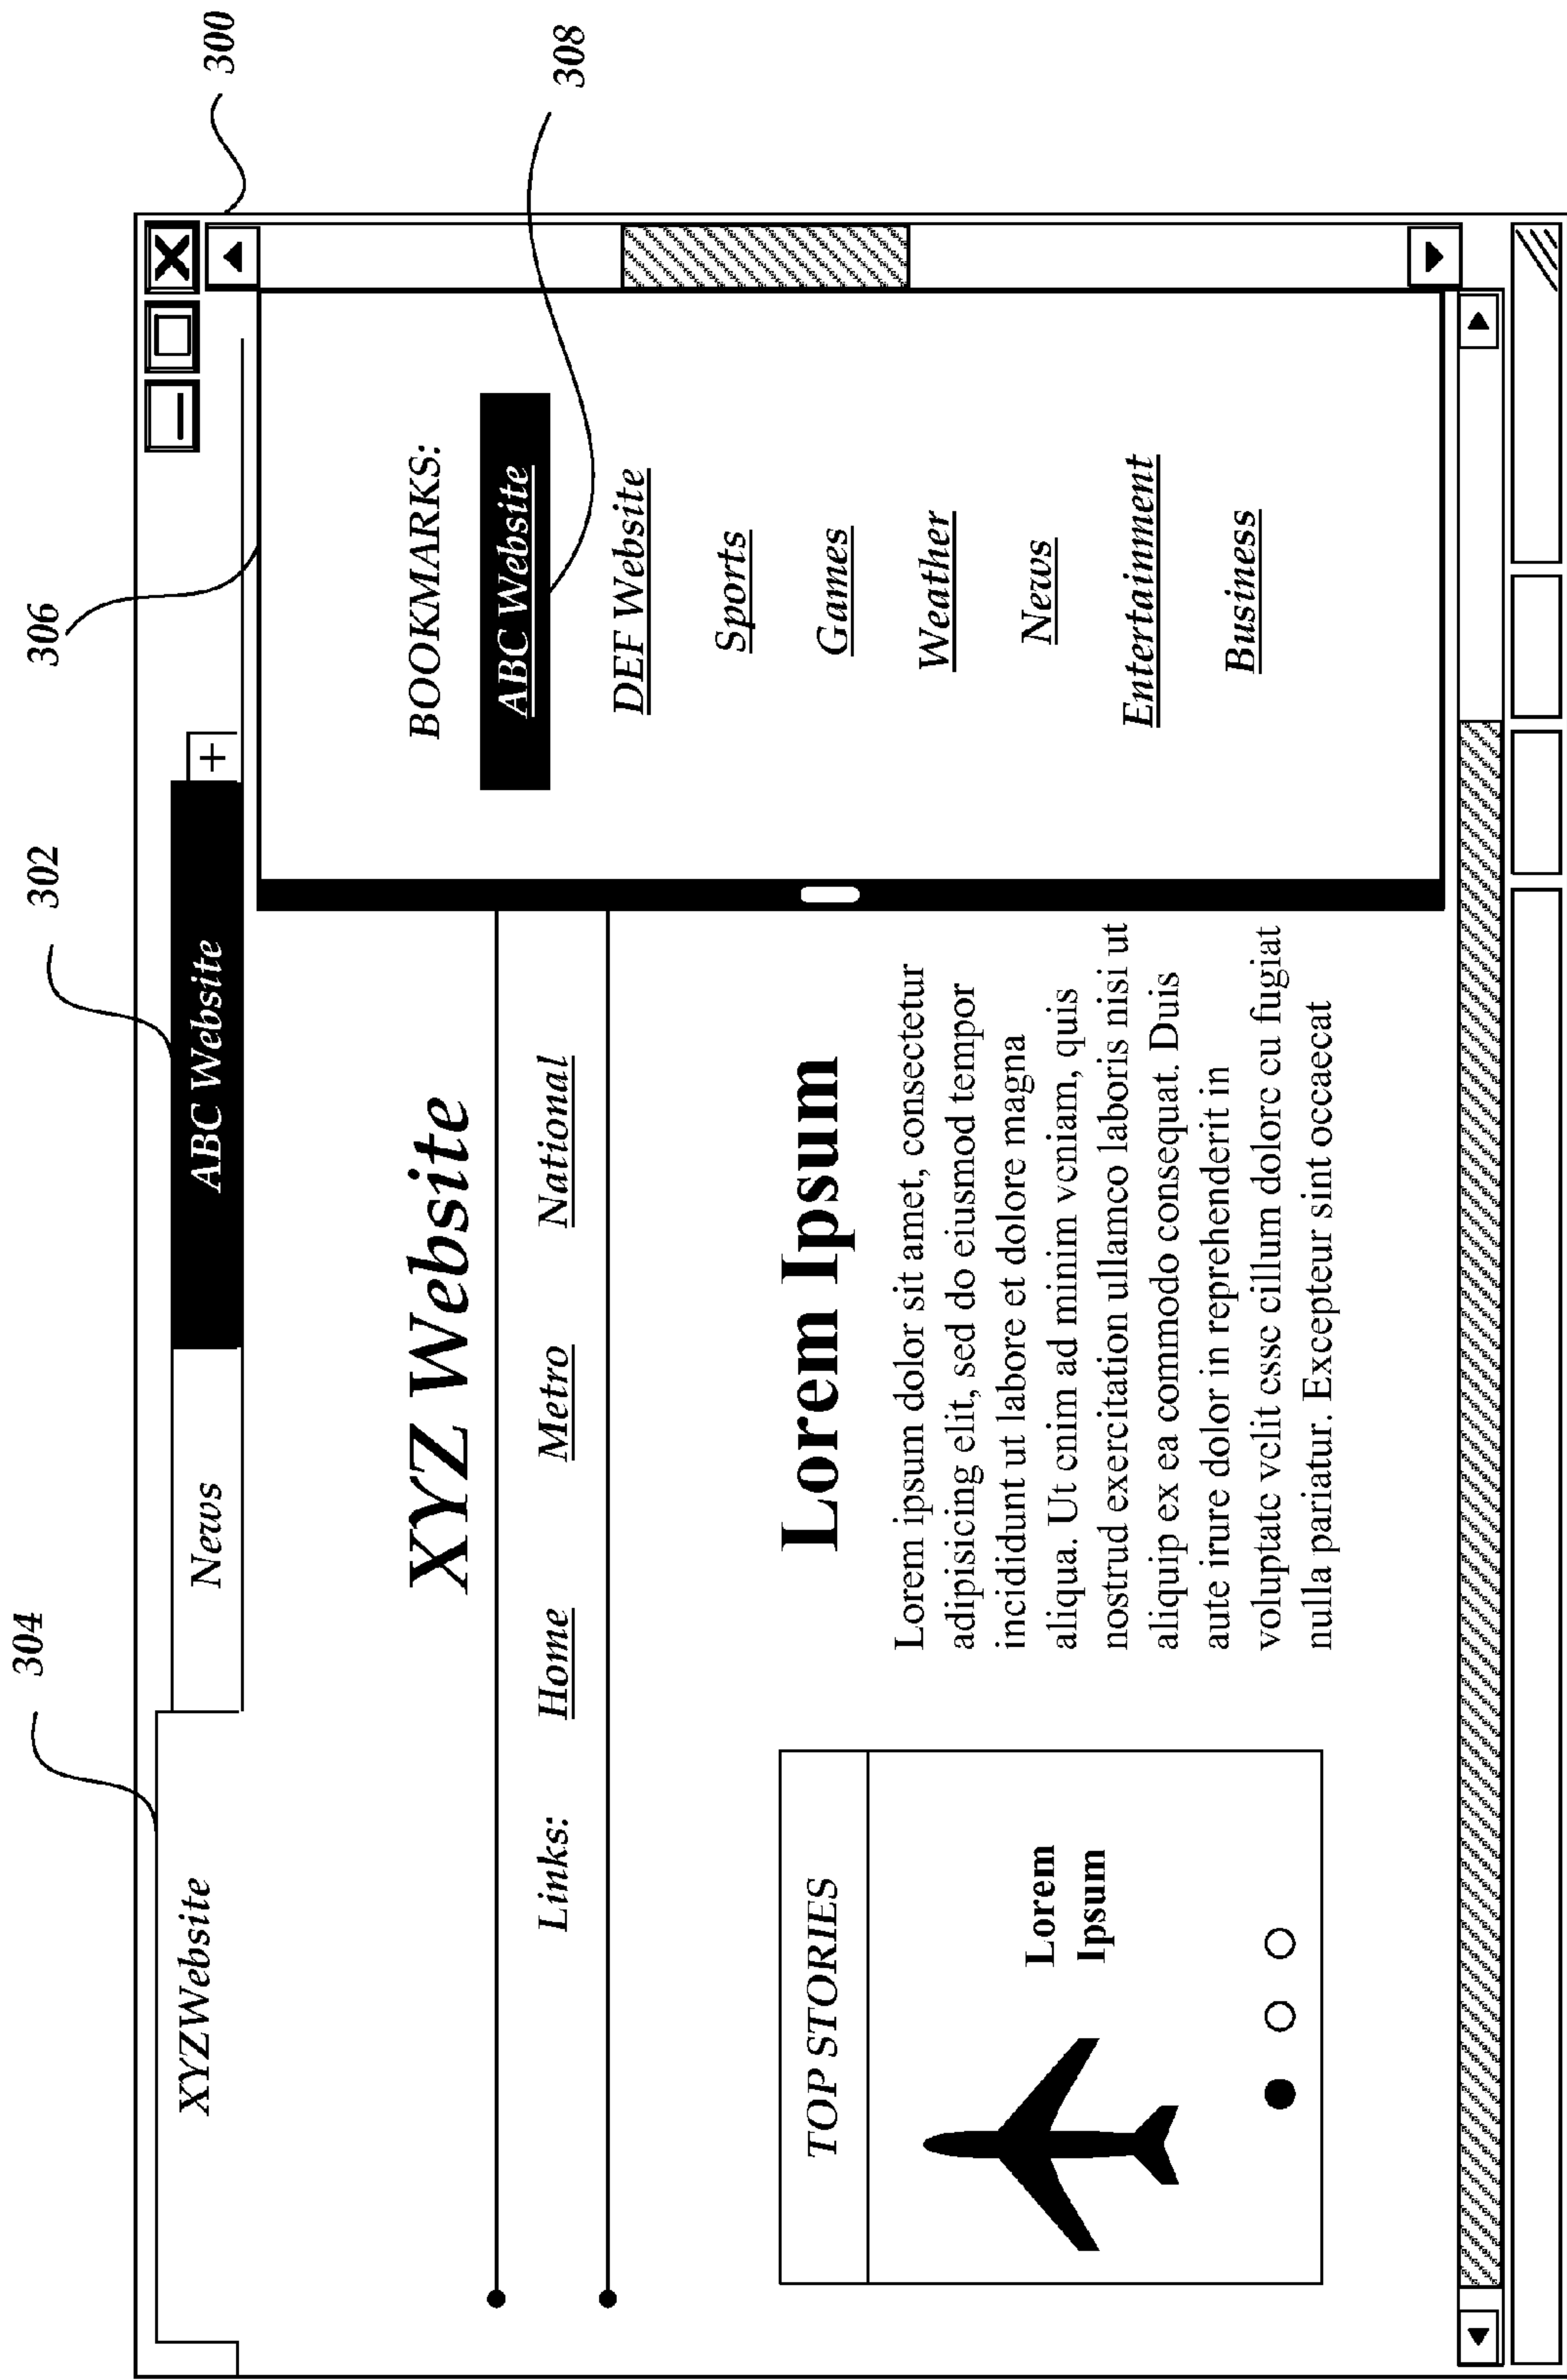 304
302
306
300
XYZWebsite
News
ABC Website
+
308
XYZ Website
Links: Home Metro National
TOP STORIES
Lorem
Ipsum
Lorem Ipsum
Lorem ipsum dolor sit amet, consectetur
adipisicing elit, sed do eiusmod tempor
incididunt ut labore et dolore magna
aliqua. Ut enim ad minim veniam, quis
nostrud exercitation ullamco laboris nisi ut
aliquip ex ea commodo consequat. Duis
aute irure dolor in reprehenderit in
voluptate velit esse cillum dolore cu fugiat
nulla pariatur. Excepteur sint occaecat
BOOKMARKS:
ABC Website
DEF Website
Sports
Games
Weather
News
Entertainment
Business